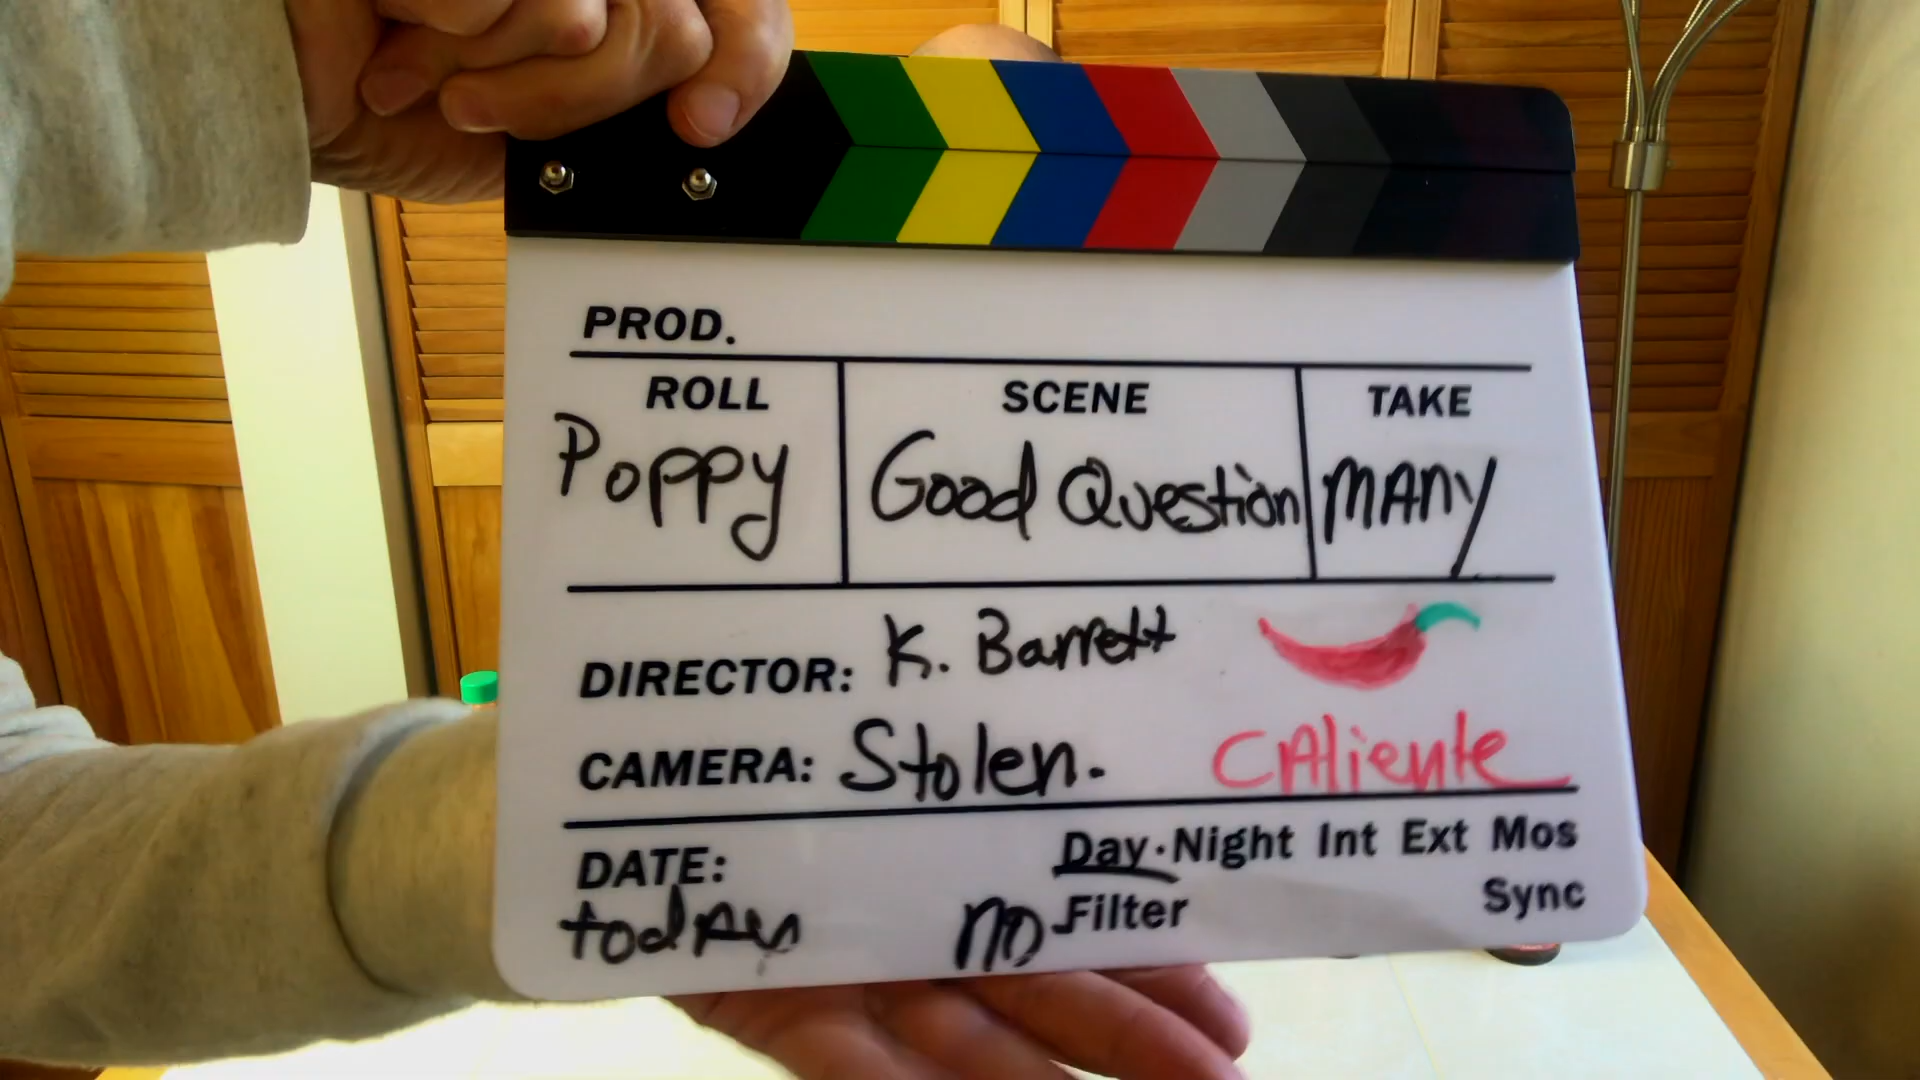 PROD.
ROLL SCENE TAKE
Poppy Good Question MANY
DIRECTOR: K. Barrett
CAMERA: Stolen. CAliente
DATE: Day·Night Int Ext Mos
today no Filter Sync